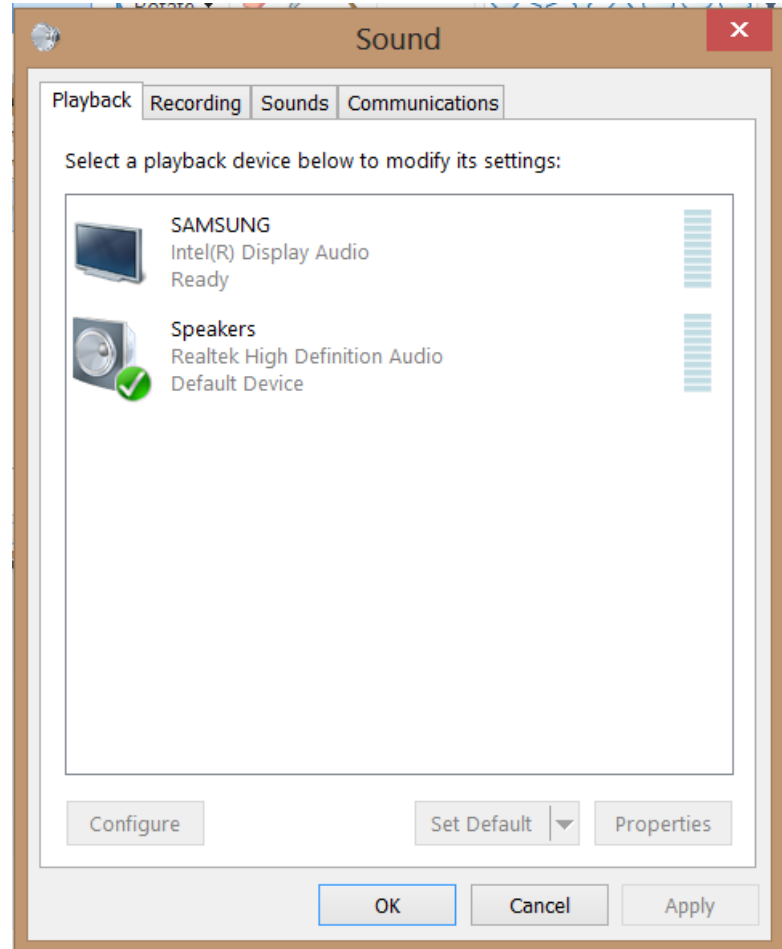 Rotate
Sound
Playback Recording Sounds Communications
Select a playback device below to modify its settings:
SAMSUNG
Intel(R) Display Audio
Ready
Speakers
Realtek High Definition Audio
Default Device
Configure Set Default Properties
OK Cancel Apply